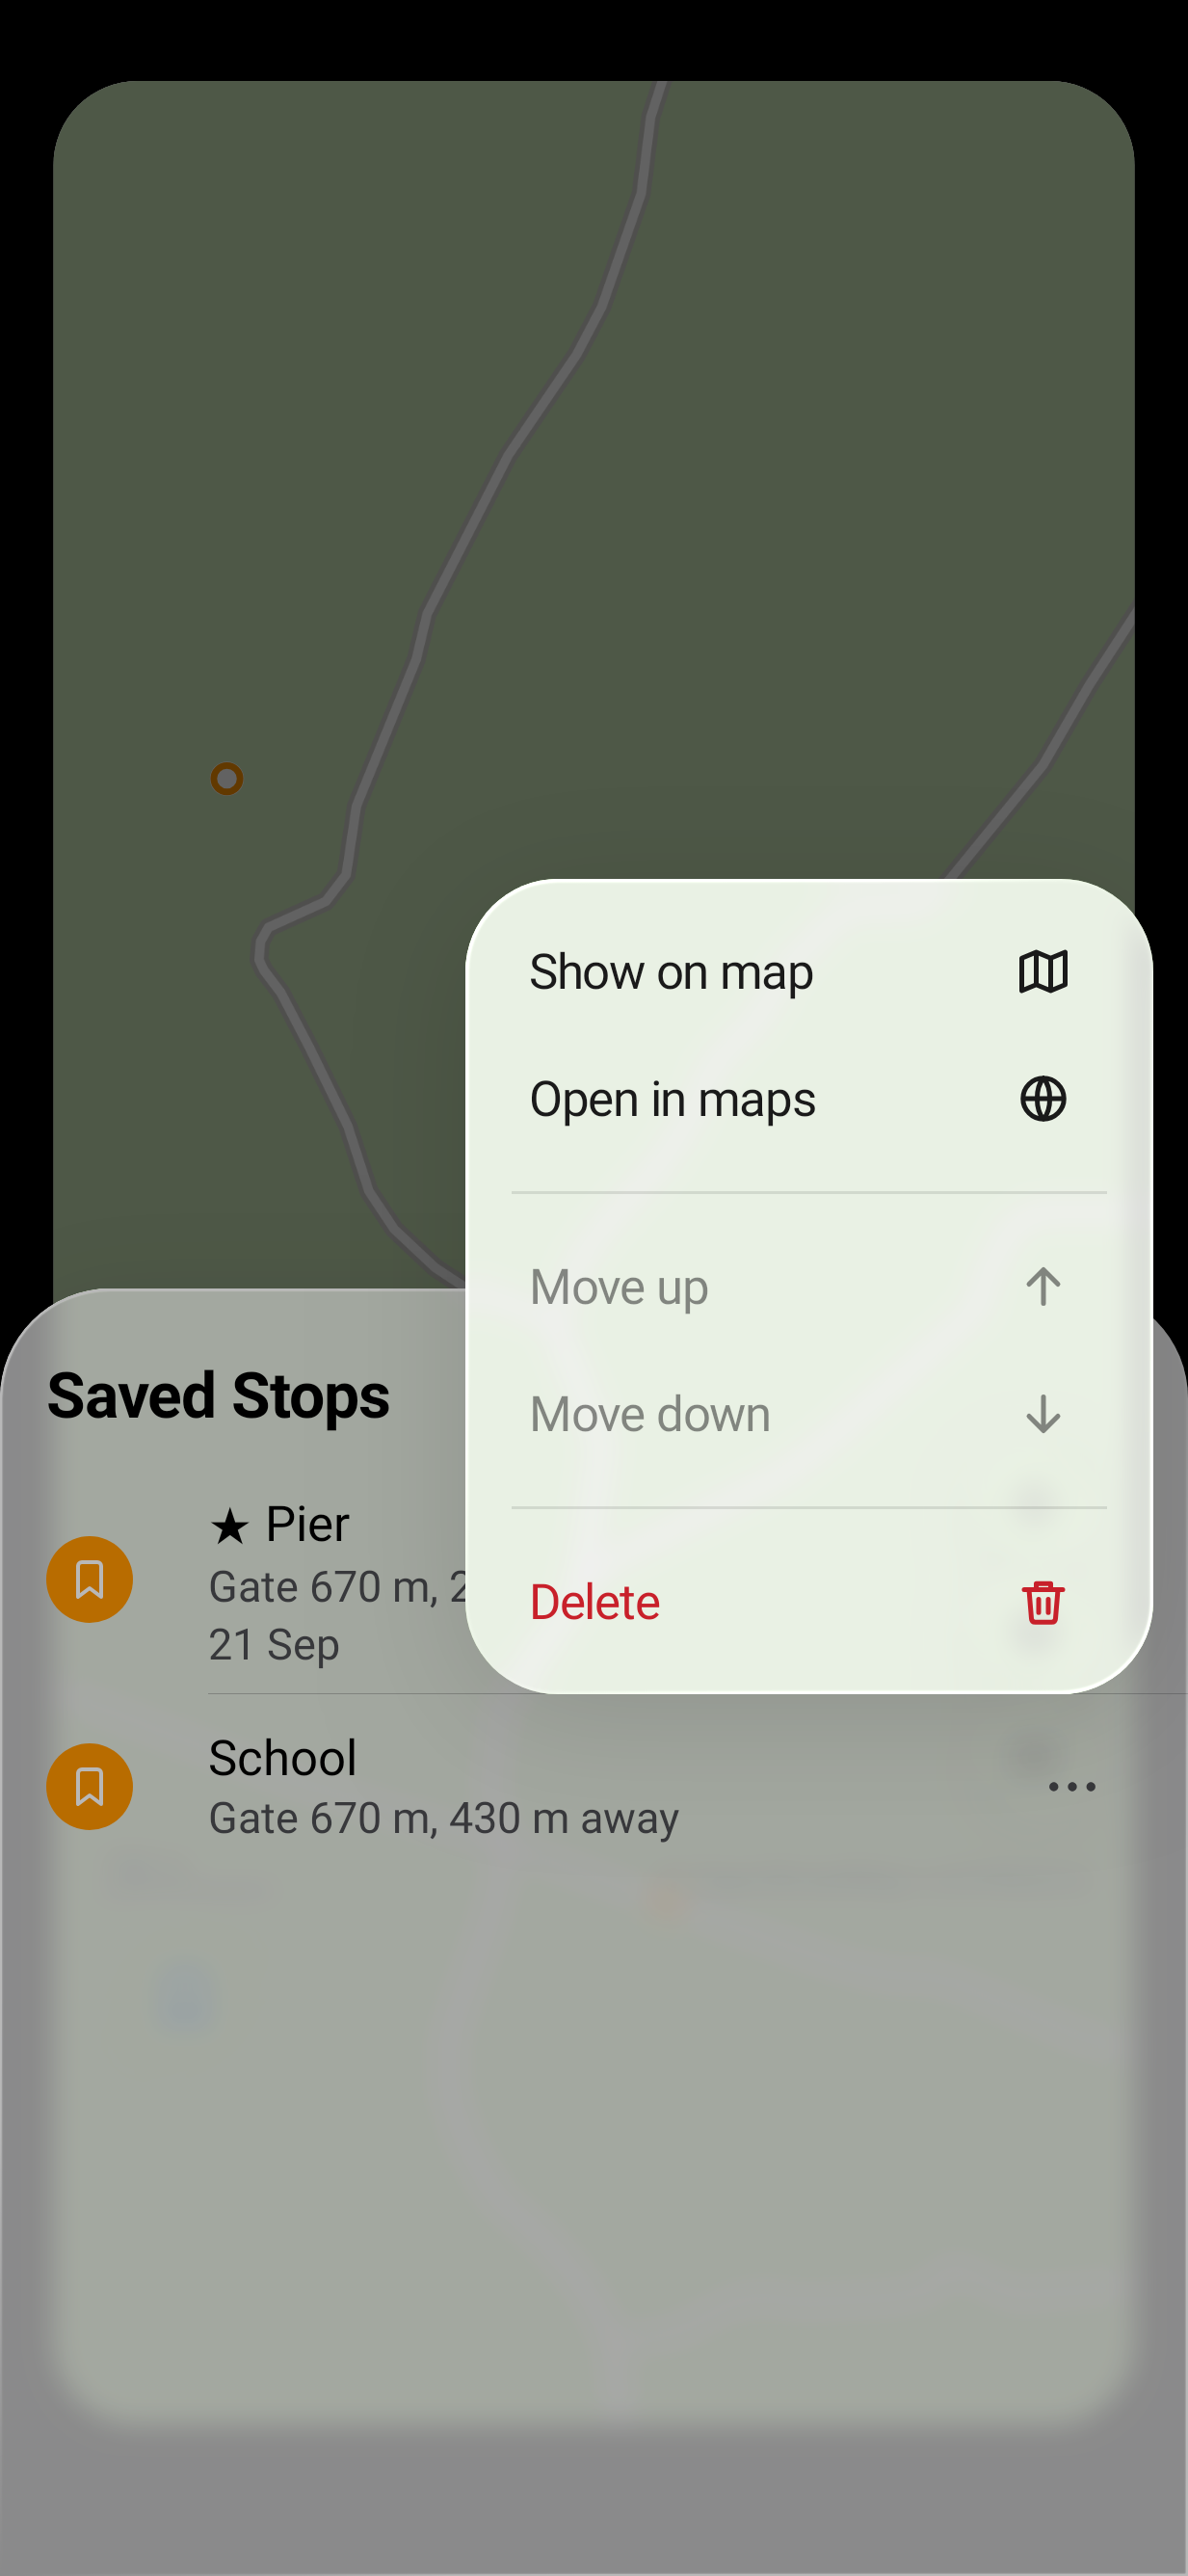 Show on map
Open in maps
Move up
Move down
Delete
Saved Stops
★ Pier
Gate 670 m, 2
21 Sep
School
Gate 670 m, 430 m away